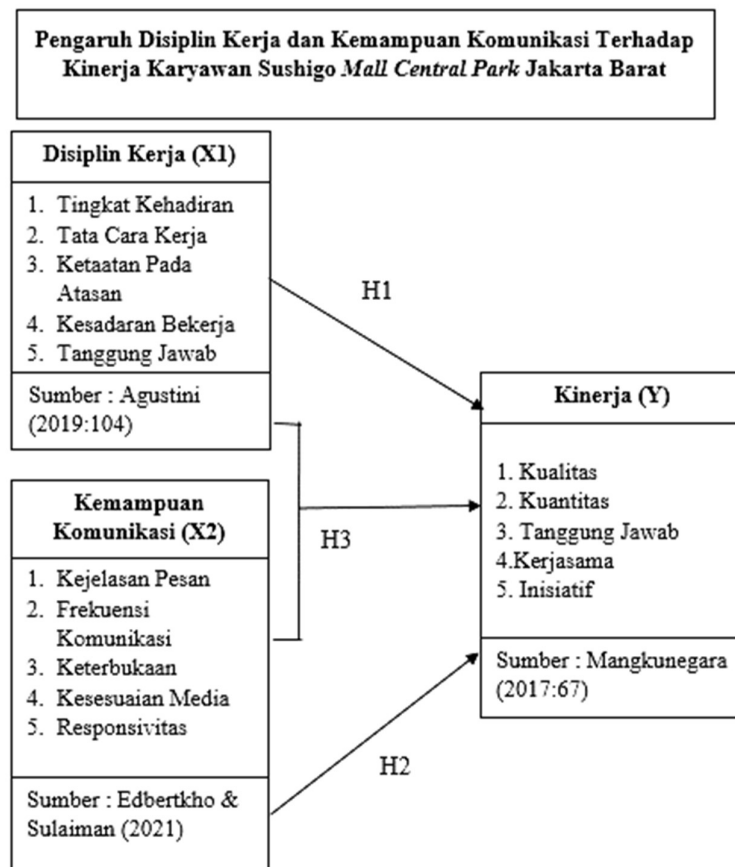 Pengaruh Disiplin Kerja dan Kemampuan Komunikasi Terhadap
Kinerja Karyawan Sushigo Mall Central Park Jakarta Barat
Disiplin Kerja (X1)
1. Tingkat Kehadiran
2. Tata Cara Kerja
3. Ketaatan Pada
Atasan
4. Kesadaran Bekerja
5. Tanggung Jawab
Sumber : Agustini
(2019:104)
H1
Kemampuan
Komunikasi (X2)
1. Kejelasan Pesan
2. Frekuensi
Komunikasi
3. Keterbukaan
4. Kesesuaian Media
5. Responsivitas
Sumber : Edbertkho &
Sulaiman (2021)
H3
H2
Kinerja (Y)
1. Kualitas
2. Kuantitas
3. Tanggung Jawab
4.Kerjasama
5. Inisiatif
Sumber : Mangkunegara
(2017:67)